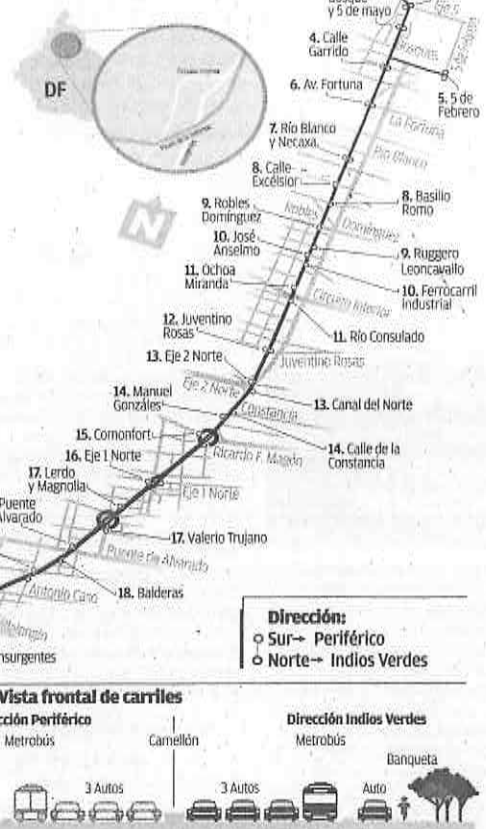 y 5 de mayo
Eje 5
4. Calle
Garrido
5. 5 de
Febrero
6. Av. Fortuna
La Fortuna
7. Río Blanco
y Necaxa
Río Blanco
8. Calle
Excélsior
8. Basilio
Romo
9. Robles
Domínguez
Robles Domínguez
10. José
Anselmo
9. Ruggero
Leoncavallo
10. Ferrocarril
industrial
11. Ochoa
Miranda
Circuito Interior
11. Río Consulado
12. Juventino
Rosas
Juventino Rosas
13. Eje 2 Norte
Eje 2 Norte
13. Canal del Norte
14. Manuel
Gonzáles
Constancia
14. Calle de la
Constancia
15. Comonfort
Ricardo F. Magón
16. Eje 1 Norte
Eje 1 Norte
17. Lerdo
y Magnolia
Puente
Alvarado
17. Valerio Trujano
Puente de Alvarado
18. Balderas
Antonio Caso
nsurgentes
DF
N
Dirección:
Sur→ Periférico
Norte→ Indios Verdes
Vista frontal de carriles
cción Periférico
Dirección Indios Verdes
Metrobús
Camellón
Metrobús
Banqueta
3 Autos
3 Autos
Auto